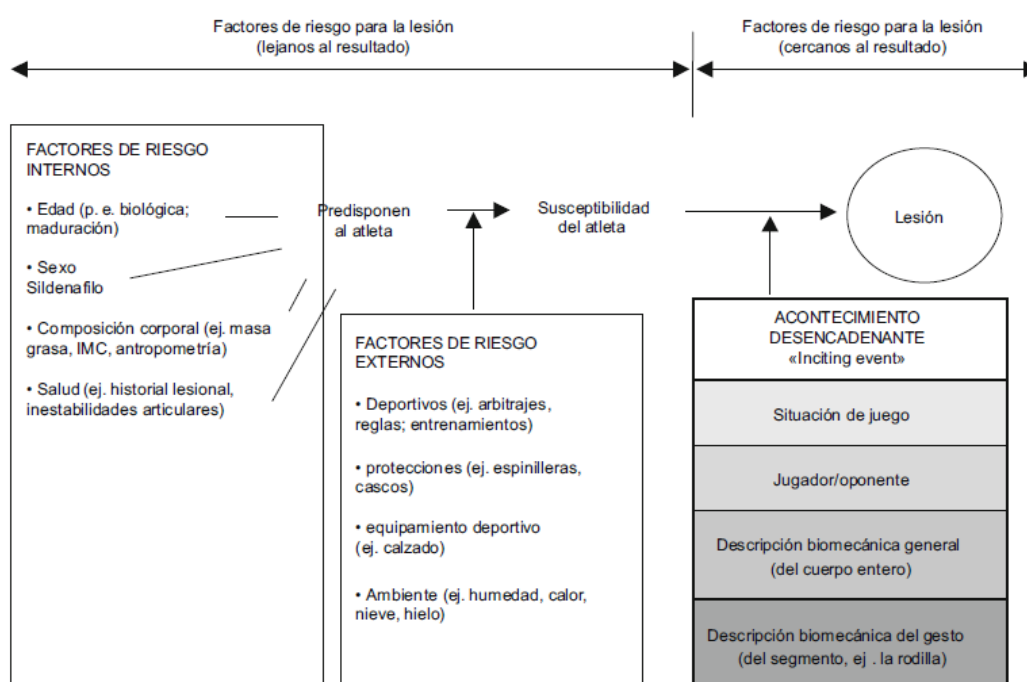 Factores de riesgo para la lesión
(lejanos al resultado)
Factores de riesgo para la lesión
(cercanos al resultado)
FACTORES DE RIESGO
INTERNOS
• Edad (p. e. biológica;
maduración)
• Sexo
Sildenafilo
• Composición corporal (ej. masa
grasa, IMC, antropometría)
• Salud (ej. historial lesional,
inestabilidades articulares)
Predisponen
al atleta
Susceptibilidad
del atleta
Lesión
FACTORES DE RIESGO
EXTERNOS
• Deportivos (ej. arbitrajes,
reglas; entrenamientos)
• protecciones (ej. espinilleras,
cascos)
• equipamiento deportivo
(ej. calzado)
• Ambiente (ej. humedad, calor,
nieve, hielo)
ACONTECIMIENTO
DESENCADENANTE
«Inciting event»
Situación de juego
Jugador/oponente
Descripción biomecánica general
(del cuerpo entero)
Descripción biomecánica del gesto
(del segmento, ej . la rodilla)